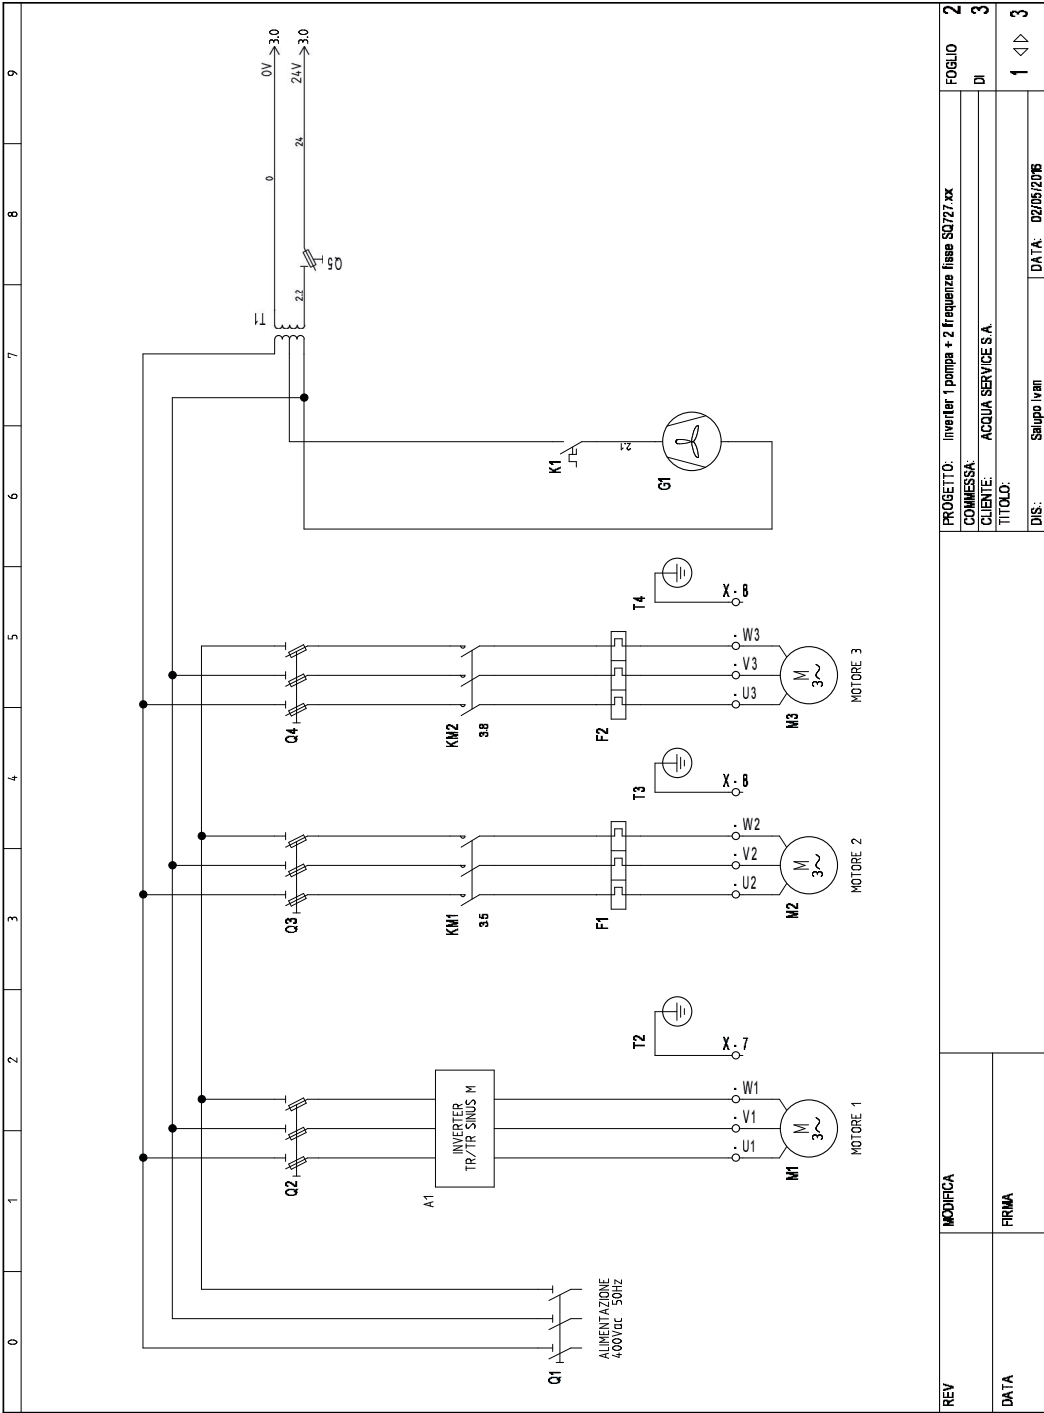 0 1 2 3 4 5 6 7 8 9
0V 3.0
24V 3.0
0
24
T1
2.2
Q5
Q2
Q3
Q4
A1
INVERTER
TR/TR SINUS M
KM1
3.5
KM2
3.8
K1
2.1
G1
Q1
ALIMENTAZIONE
400Vac 50Hz
F1
F2
T2
X - 7
T3
X - 8
T4
X - 8
- U1 - V1 - W1
- U2 - V2 - W2
- U3 - V3 - W3
M1
M
3~
MOTORE 1
M2
M
3~
MOTORE 2
M3
M
3~
MOTORE 3
REV
MODIFICA
DATA
FIRMA
PROGETTO: Inverter 1 pompa + 2 frequenze fisse SQ727.xx
COMMESSA:
CLIENTE: ACQUA SERVICE S.A.
TITOLO:
DIS.: Salupo Ivan
DATA: 02/05/2016
FOGLIO 2
DI 3
1 3